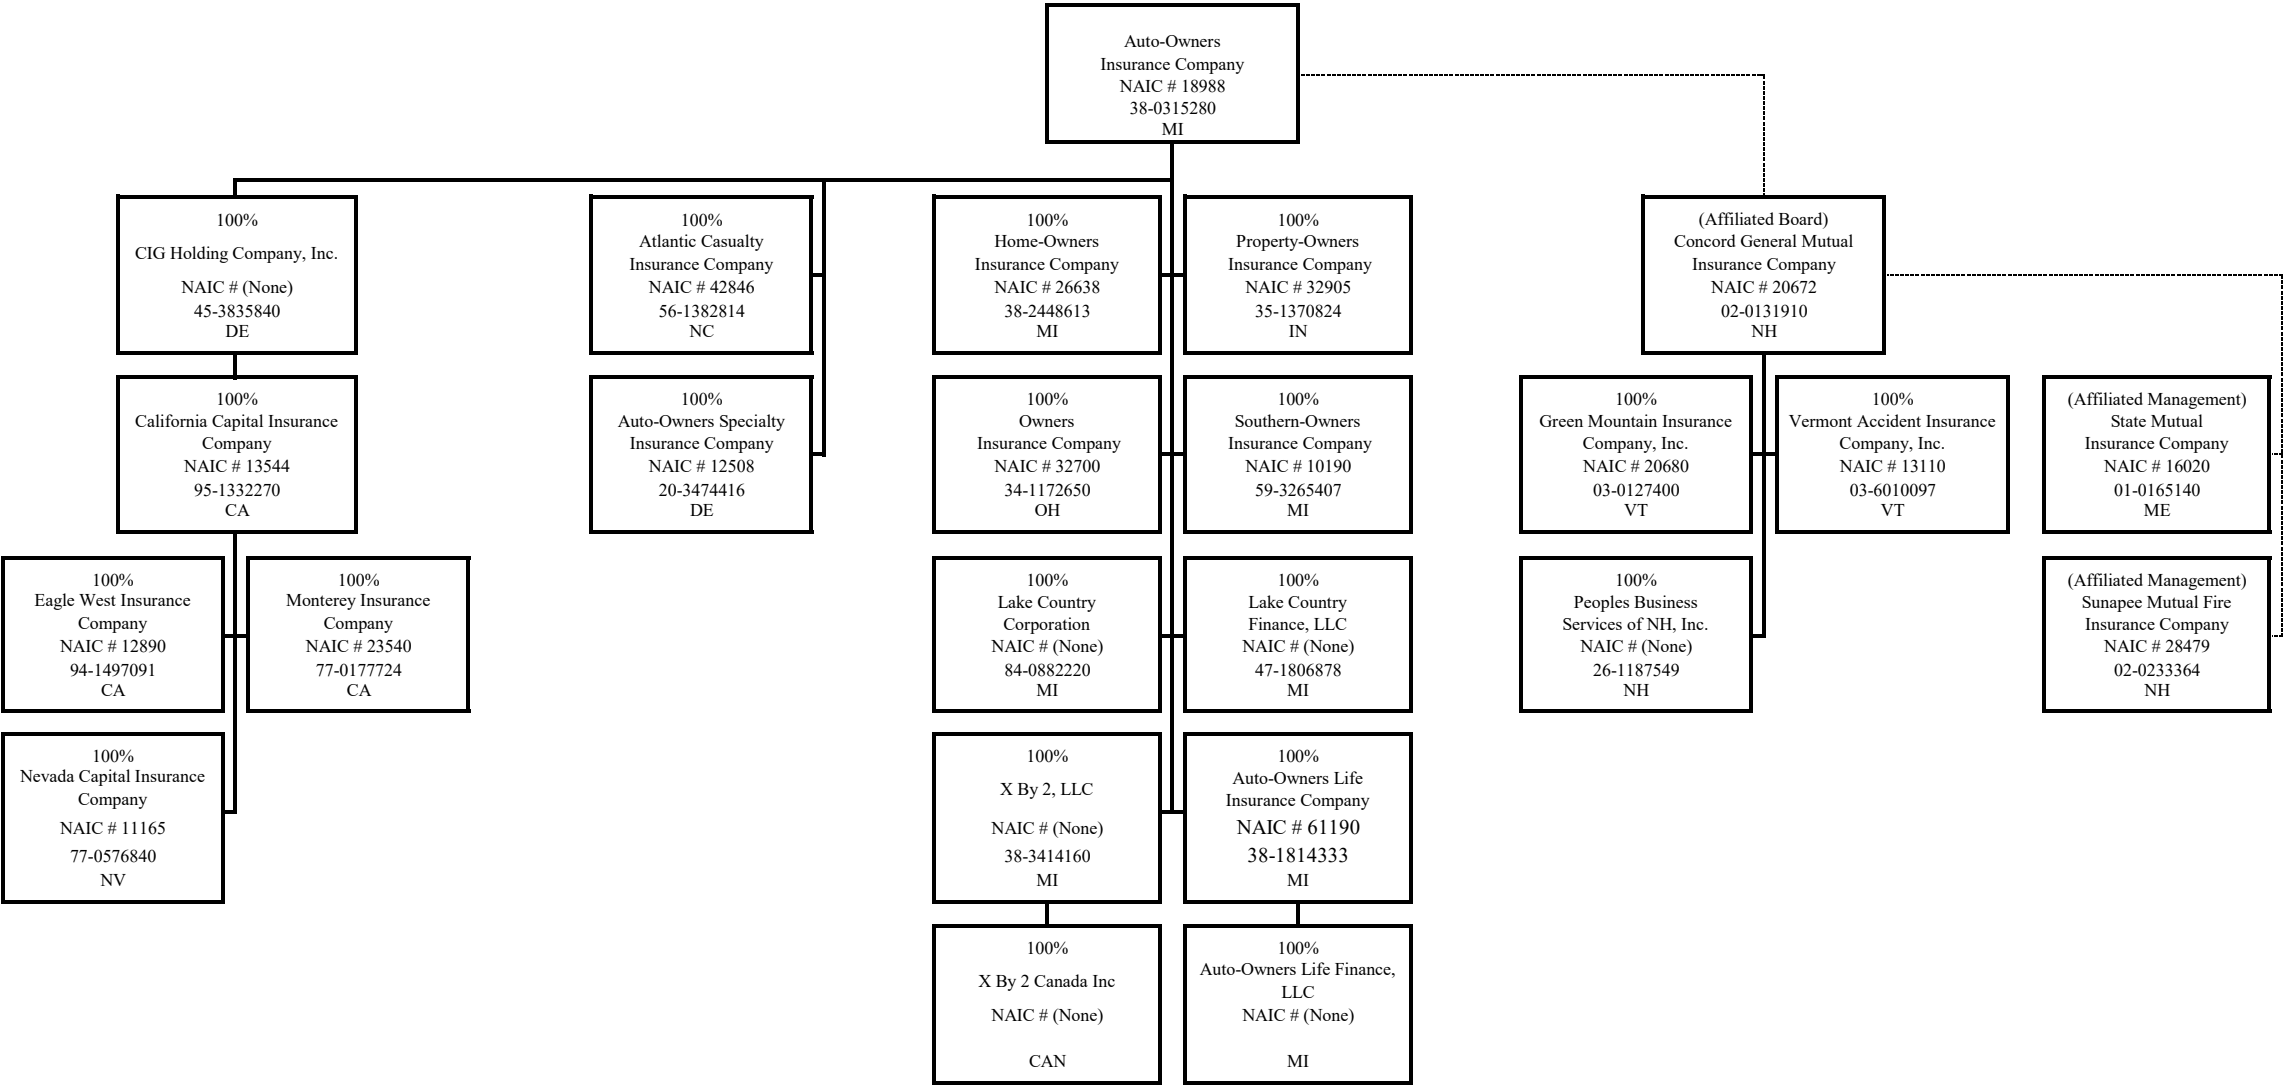 Auto-Owners
Insurance Company
NAIC # 18988
38-0315280
MI
100%
CIG Holding Company, Inc.
NAIC # (None)
45-3835840
DE
100%
Atlantic Casualty
Insurance Company
NAIC # 42846
56-1382814
NC
100%
Home-Owners
Insurance Company
NAIC # 26638
38-2448613
MI
100%
Property-Owners
Insurance Company
NAIC # 32905
35-1370824
IN
(Affiliated Board)
Concord General Mutual
Insurance Company
NAIC # 20672
02-0131910
NH
100%
California Capital Insurance
Company
NAIC # 13544
95-1332270
CA
100%
Auto-Owners Specialty
Insurance Company
NAIC # 12508
20-3474416
DE
100%
Owners
Insurance Company
NAIC # 32700
34-1172650
OH
100%
Southern-Owners
Insurance Company
NAIC # 10190
59-3265407
MI
100%
Green Mountain Insurance
Company, Inc.
NAIC # 20680
03-0127400
VT
100%
Vermont Accident Insurance
Company, Inc.
NAIC # 13110
03-6010097
VT
(Affiliated Management)
State Mutual
Insurance Company
NAIC # 16020
01-0165140
ME
100%
Eagle West Insurance
Company
NAIC # 12890
94-1497091
CA
100%
Monterey Insurance
Company
NAIC # 23540
77-0177724
CA
100%
Lake Country
Corporation
NAIC # (None)
84-0882220
MI
100%
Lake Country
Finance, LLC
NAIC # (None)
47-1806878
MI
100%
Peoples Business
Services of NH, Inc.
NAIC # (None)
26-1187549
NH
(Affiliated Management)
Sunapee Mutual Fire
Insurance Company
NAIC # 28479
02-0233364
NH
100%
Nevada Capital Insurance
Company
NAIC # 11165
77-0576840
NV
100%
X By 2, LLC
NAIC # (None)
38-3414160
MI
100%
Auto-Owners Life
Insurance Company
NAIC # 61190
38-1814333
MI
100%
X By 2 Canada Inc
NAIC # (None)
CAN
100%
Auto-Owners Life Finance,
LLC
NAIC # (None)
MI